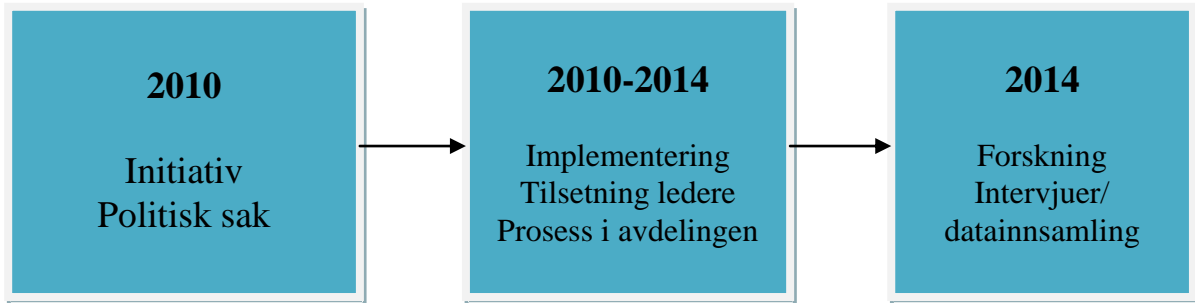 2010
Initiativ
Politisk sak
2010-2014
Implementering
Tilsetning ledere
Prosess i avdelingen
2014
Forskning
Intervjuer/
datainnsamling